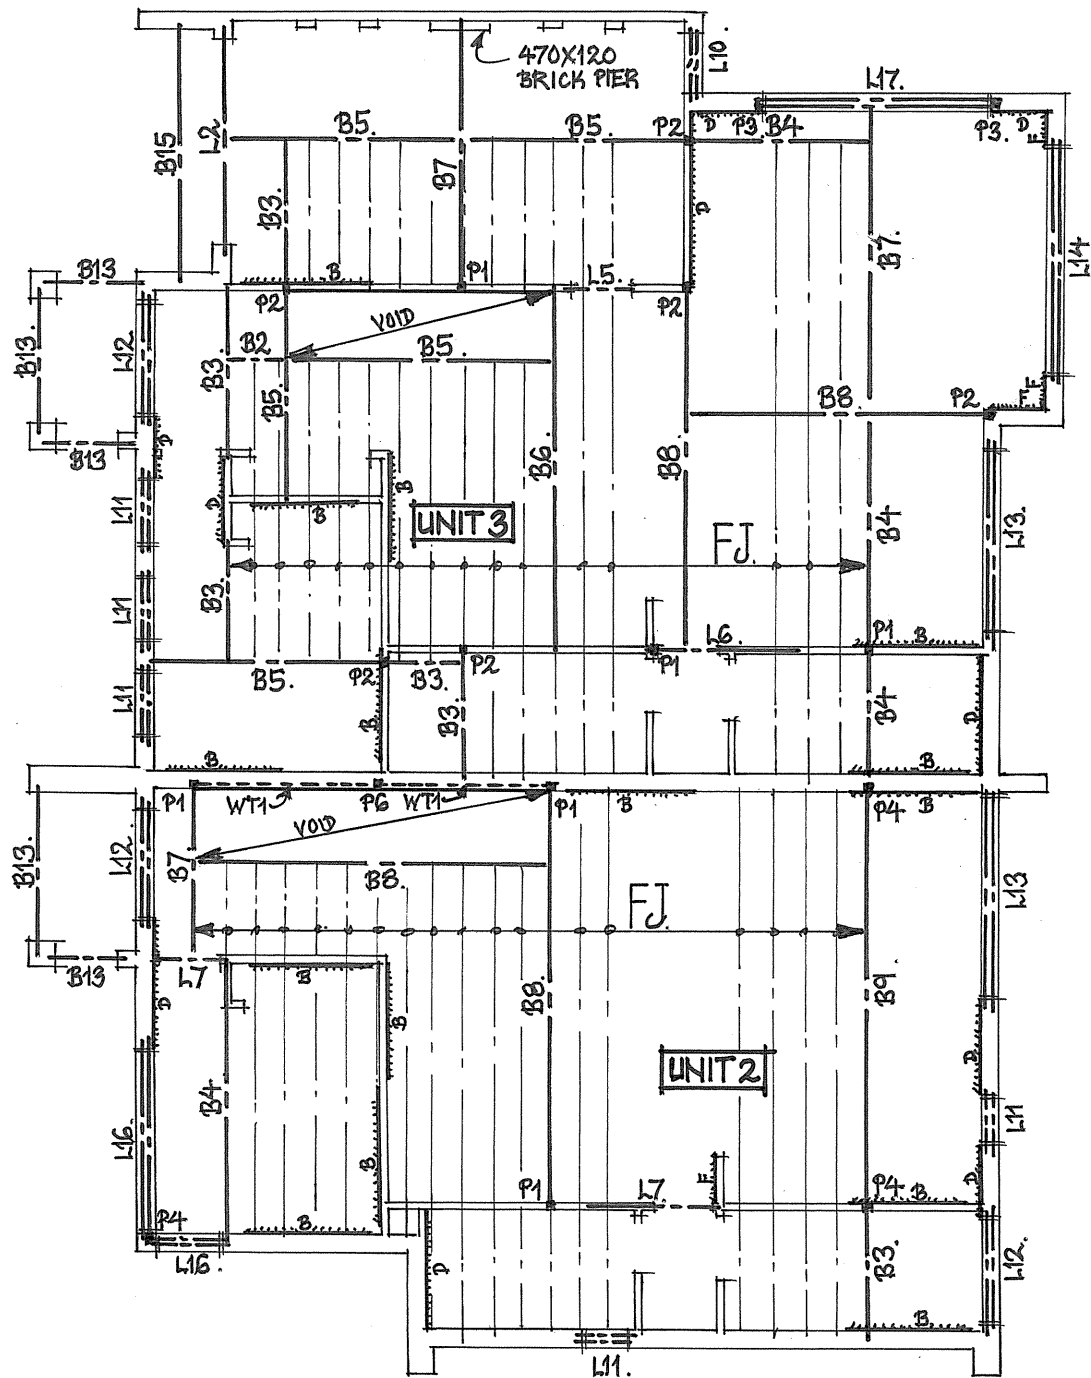 L10.
470X120
BRICK PIER
L17.
B15
L2
B5.
B5.
P2
D
P3.
B4
P3.
D
F
B3.
B7
D
B7.
L14
B13
B
P1
L5.
P2
P2
VOID
B13.
L12.
B3.
B2
B5.
B5.
B8.
P2
F
F
B13
D
B6.
B8.
L11
D
B
B
UNIT 3
FJ.
B4
L13.
L11
B3.
P1
B
L6.
P1
B5.
P2
B3.
P2
L11
B
B3.
B4
D
B
B
P1
WT1
P6
WT1
P1
B
P4
B
VOID
B13.
L12.
B7
B8.
FJ.
L13
B13
D
L7
B
B8.
B9
B
UNIT 2
D
B4
L11
L16.
B
P1
L7.
F
P4
B
D
P4
B
L16.
D
B3.
L12.
B
L11.